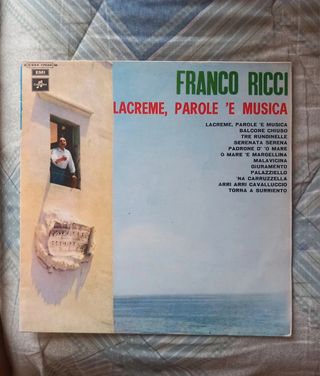 EMI
FRANCO RICCI
LACREME, PAROLE 'E MUSICA
LACREME, PAROLE 'E MUSICA
BALCONE CHIUSO
TRE RUNDINELLE
SERENATA SERENA
PADRONE D' 'O MARE
O MARE 'E MARGELLINA
MALAVICINA
GIURAMENTO
PALAZZIELLO
'NA CARRUZZELLA
ARRI ARRI CAVALLUCCIO
TORNA A SURRIENTO